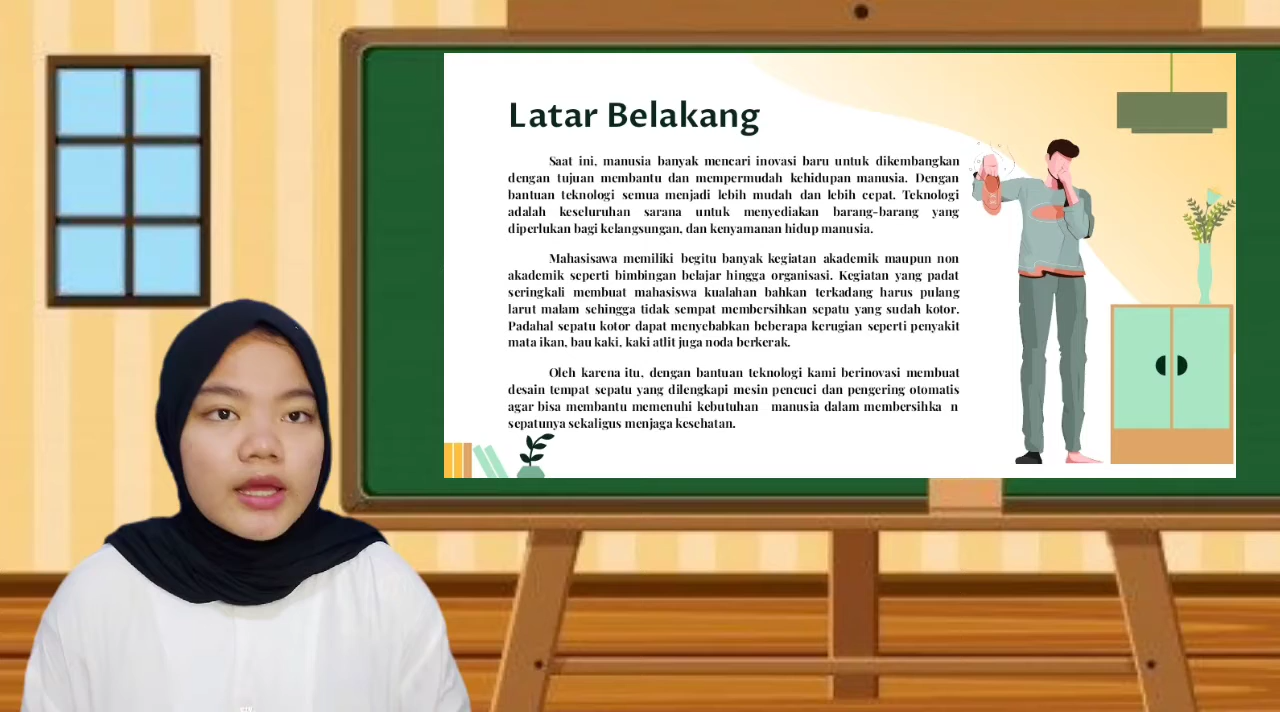 Latar Belakang
Saat ini, manusia banyak mencari inovasi baru untuk dikembangkan
dengan tujuan membantu dan mempermudah kehidupan manusia. Dengan
bantuan teknologi semua menjadi lebih mudah dan lebih cepat. Teknologi
adalah keseluruhan sarana untuk menyediakan barang-barang yang
diperlukan bagi kelangsungan, dan kenyamanan hidup manusia.
Mahasisawa memiliki begitu banyak kegiatan akademik maupun non
akademik seperti bimbingan belajar hingga organisasi. Kegiatan yang padat
seringkali membuat mahasiswa kualahan bahkan terkadang harus pulang
larut malam sehingga tidak sempat membersihkan sepatu yang sudah kotor.
Padahal sepatu kotor dapat menyebabkan beberapa kerugian seperti penyakit
mata ikan, bau kaki, kaki atlit juga noda berkerak.
Oleh karena itu, dengan bantuan teknologi kami berinovasi membuat
desain tempat sepatu yang dilengkapi mesin pencuci dan pengering otomatis
agar bisa membantu memenuhi kebutuhan manusia dalam membersihka n
sepatunya sekaligus menjaga kesehatan.